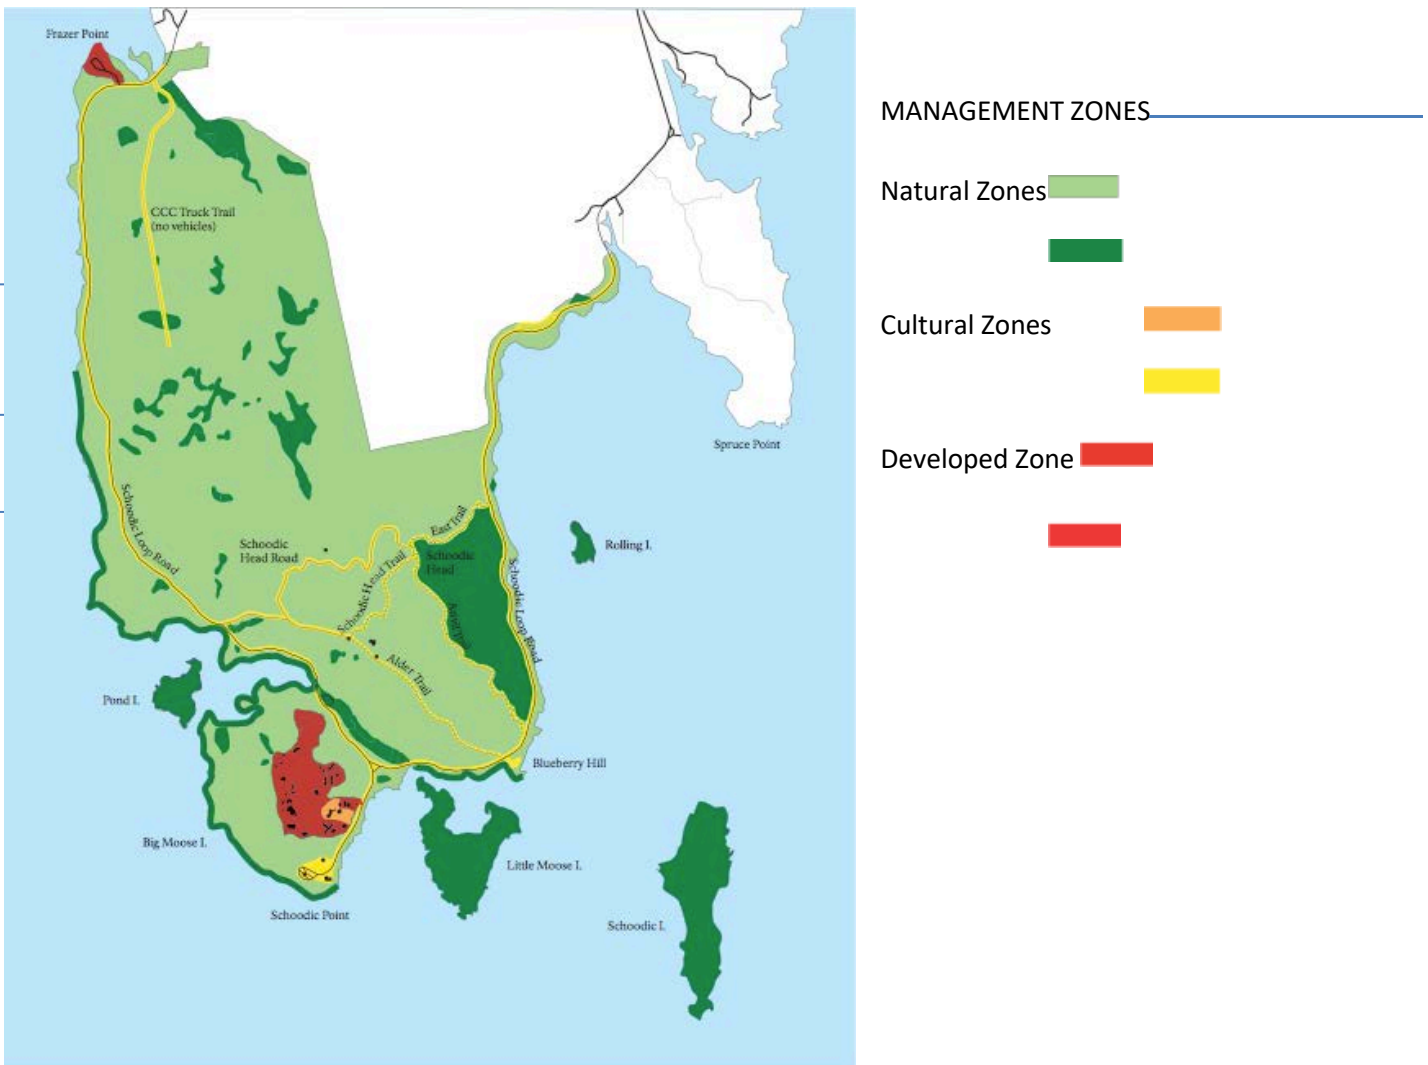 Frazer Point
MANAGEMENT ZONES
Natural Zones
CCC Truck Trail
(no vehicles)
Cultural Zones
Spruce Point
Developed Zone
Schoodic Loop Road
East Trail
Schoodic
Head Road
Schoodic Head Trail
Schoodic
Head
Rolling I.
Schoodic Loop Road
Anvil Trail
Alder Trail
Pond I.
Blueberry Hill
Big Moose I.
Little Moose I.
Schoodic Point
Schoodic I.